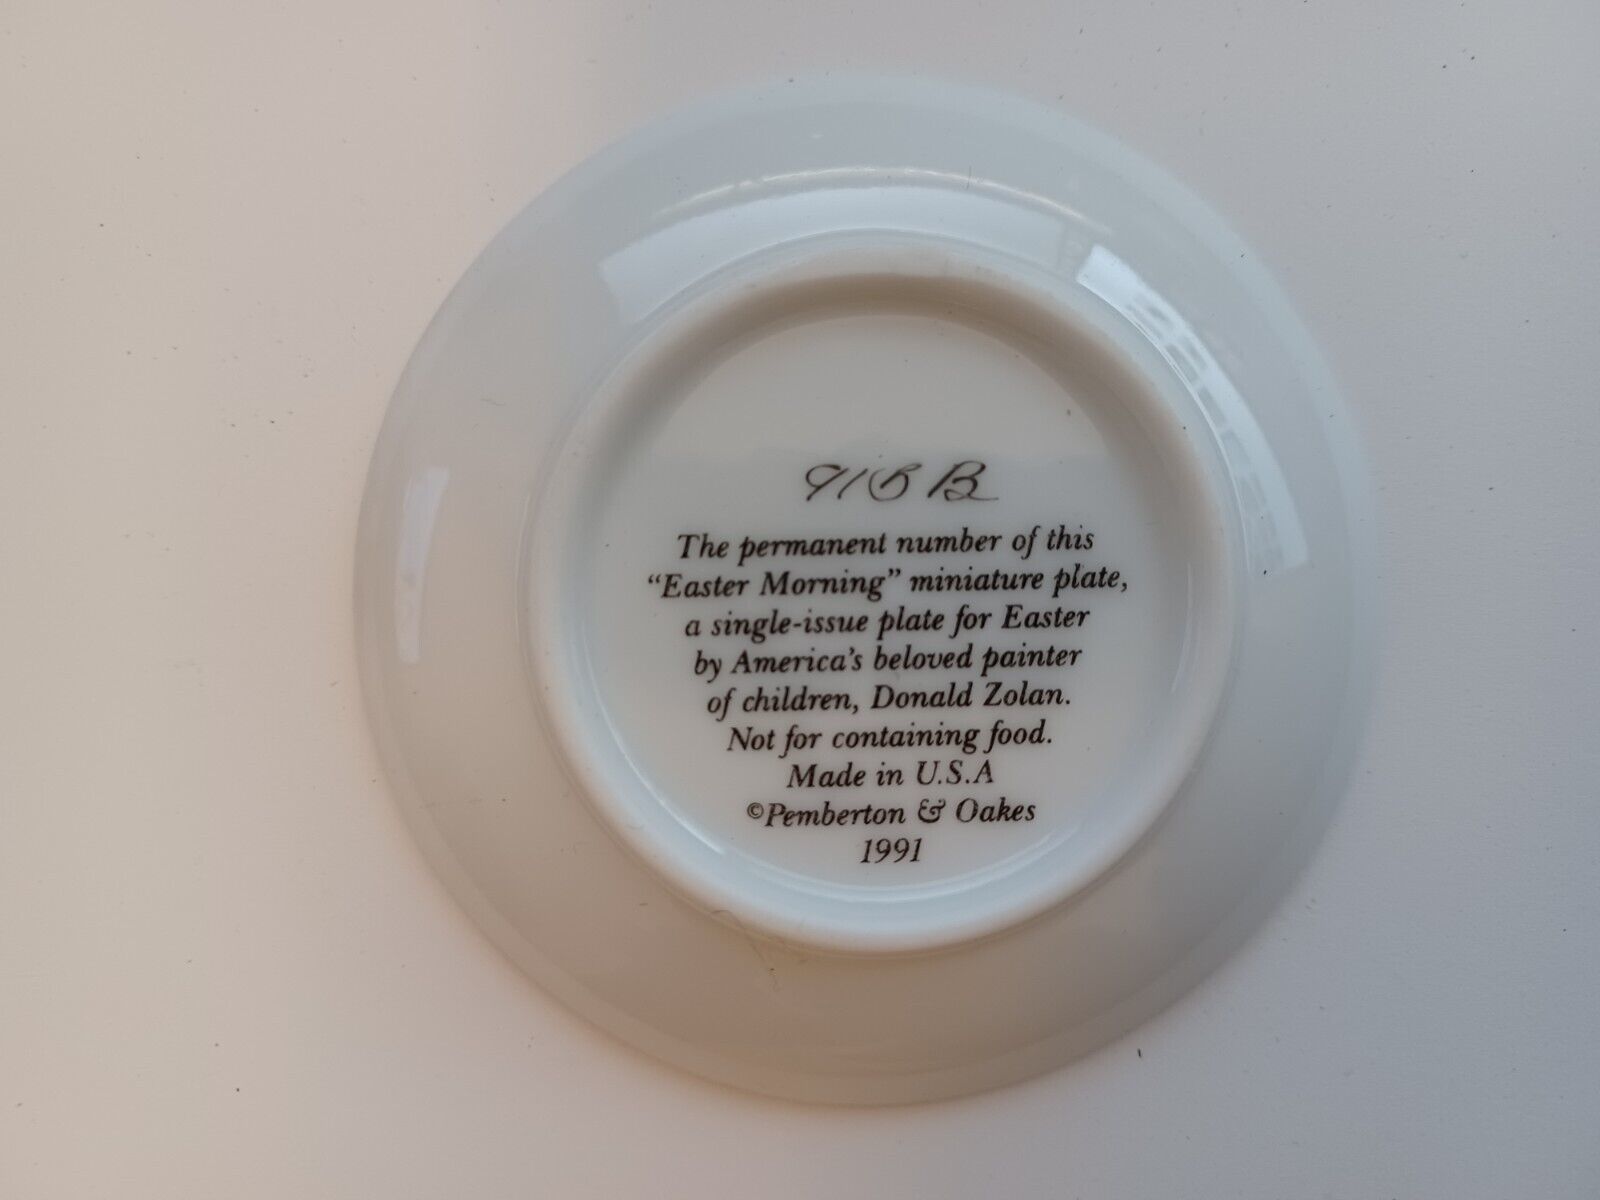 916 B
The permanent number of this
“Easter Morning” miniature plate,
a single-issue plate for Easter
by America's beloved painter
of children, Donald Zolan.
Not for containing food.
Made in U.S.A
©Pemberton & Oakes
1991